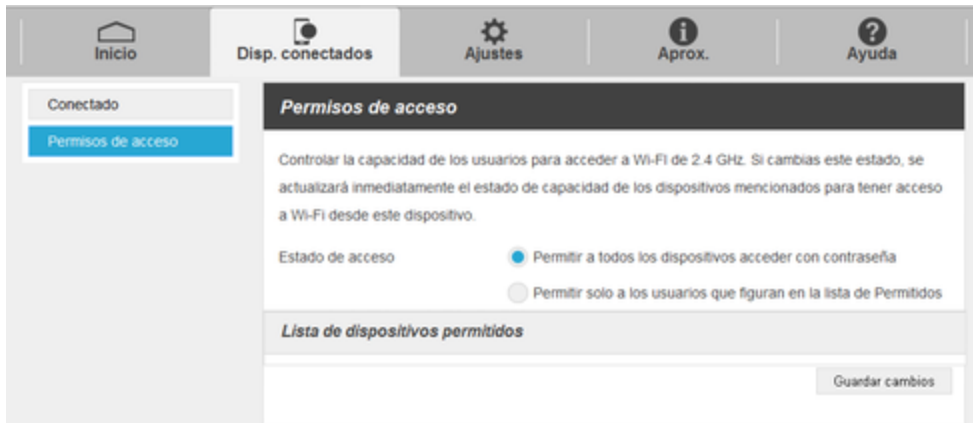 Inicio
Disp. conectados
Ajustes
Aprox.
Ayuda
Conectado
Permisos de acceso
Permisos de acceso
Controlar la capacidad de los usuarios para acceder a Wi-FI de 2.4 GHz. Si cambias este estado, se
actualizará inmediatamente el estado de capacidad de los dispositivos mencionados para tener acceso
a Wi-Fi desde este dispositivo.
Estado de acceso
Permitir a todos los dispositivos acceder con contraseña
Permitir solo a los usuarios que figuran en la lista de Permitidos
Lista de dispositivos permitidos
Guardar cambios